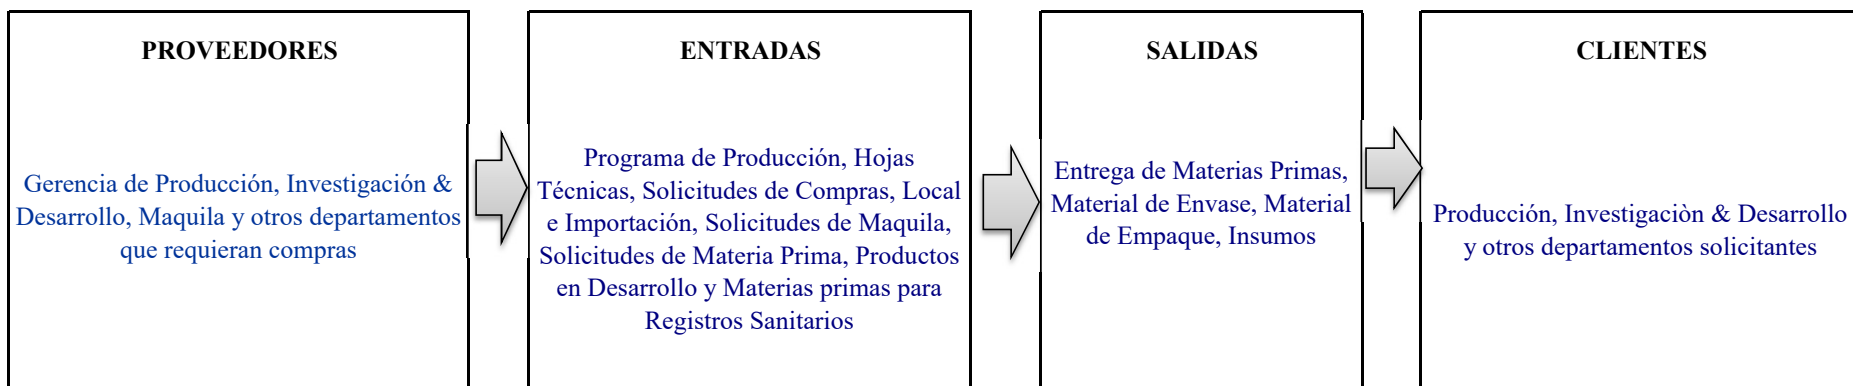 PROVEEDORES
Gerencia de Producción, Investigación &
Desarrollo, Maquila y otros departamentos
que requieran compras
ENTRADAS
Programa de Producción, Hojas
Técnicas, Solicitudes de Compras, Local
e Importación, Solicitudes de Maquila,
Solicitudes de Materia Prima, Productos
en Desarrollo y Materias primas para
Registros Sanitarios
SALIDAS
Entrega de Materias Primas,
Material de Envase, Material
de Empaque, Insumos
CLIENTES
Producción, Investigaciòn & Desarrollo
y otros departamentos solicitantes